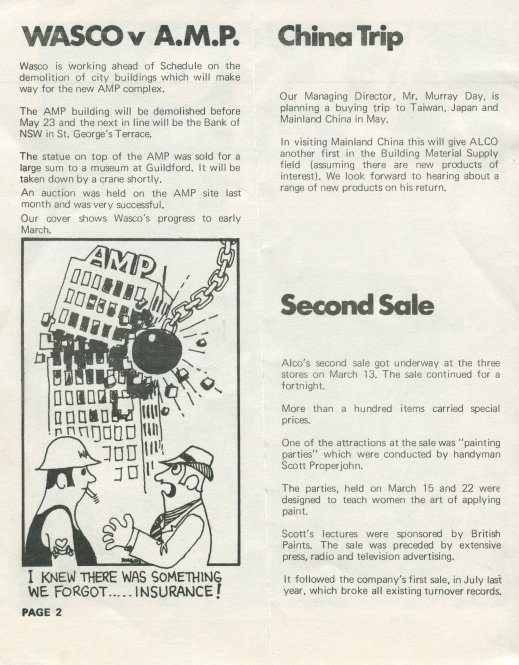 WASCO v A.M.P.
Wasco is working ahead of Schedule on the
demolition of city buildings which will make
way for the new AMP complex.
The AMP building will be demolished before
May 23 and the next in line will be the Bank of
NSW in St. George's Terrace.
The statue on top of the AMP was sold for a
large sum to a museum at Guildford. It will be
taken down by a crane shortly.
An auction was held on the AMP site last
month and was very successful.
Our cover shows Wasco's progress to early
March.
AMP
W
I KNEW THERE WAS SOMETHING
WE FORGOT.....INSURANCE!
PAGE 2
China Trip
Our Managing Director, Mr. Murray Day, is
planning a buying trip to Taiwan, Japan and
Mainland China in May.
In visiting Mainland China this will give ALCO
another first in the Building Material Supply
field (assuming there are new products of
interest). We look forward to hearing about a
range of new products on his return.
Second Sale
Alco's second sale got underway at the three
stores on March 13. The sale continued for a
fortnight.
More than a hundred items carried special
prices.
One of the attractions at the sale was "painting
parties" which were conducted by handyman
Scott Properjohn.
The parties, held on March 15 and 22 were
designed to teach women the art of applying
paint.
Scott's lectures were sponsored by British
Paints. The sale was preceded by extensive
press, radio and television advertising.
It followed the company's first sale, in July last
year, which broke all existing turnover records.